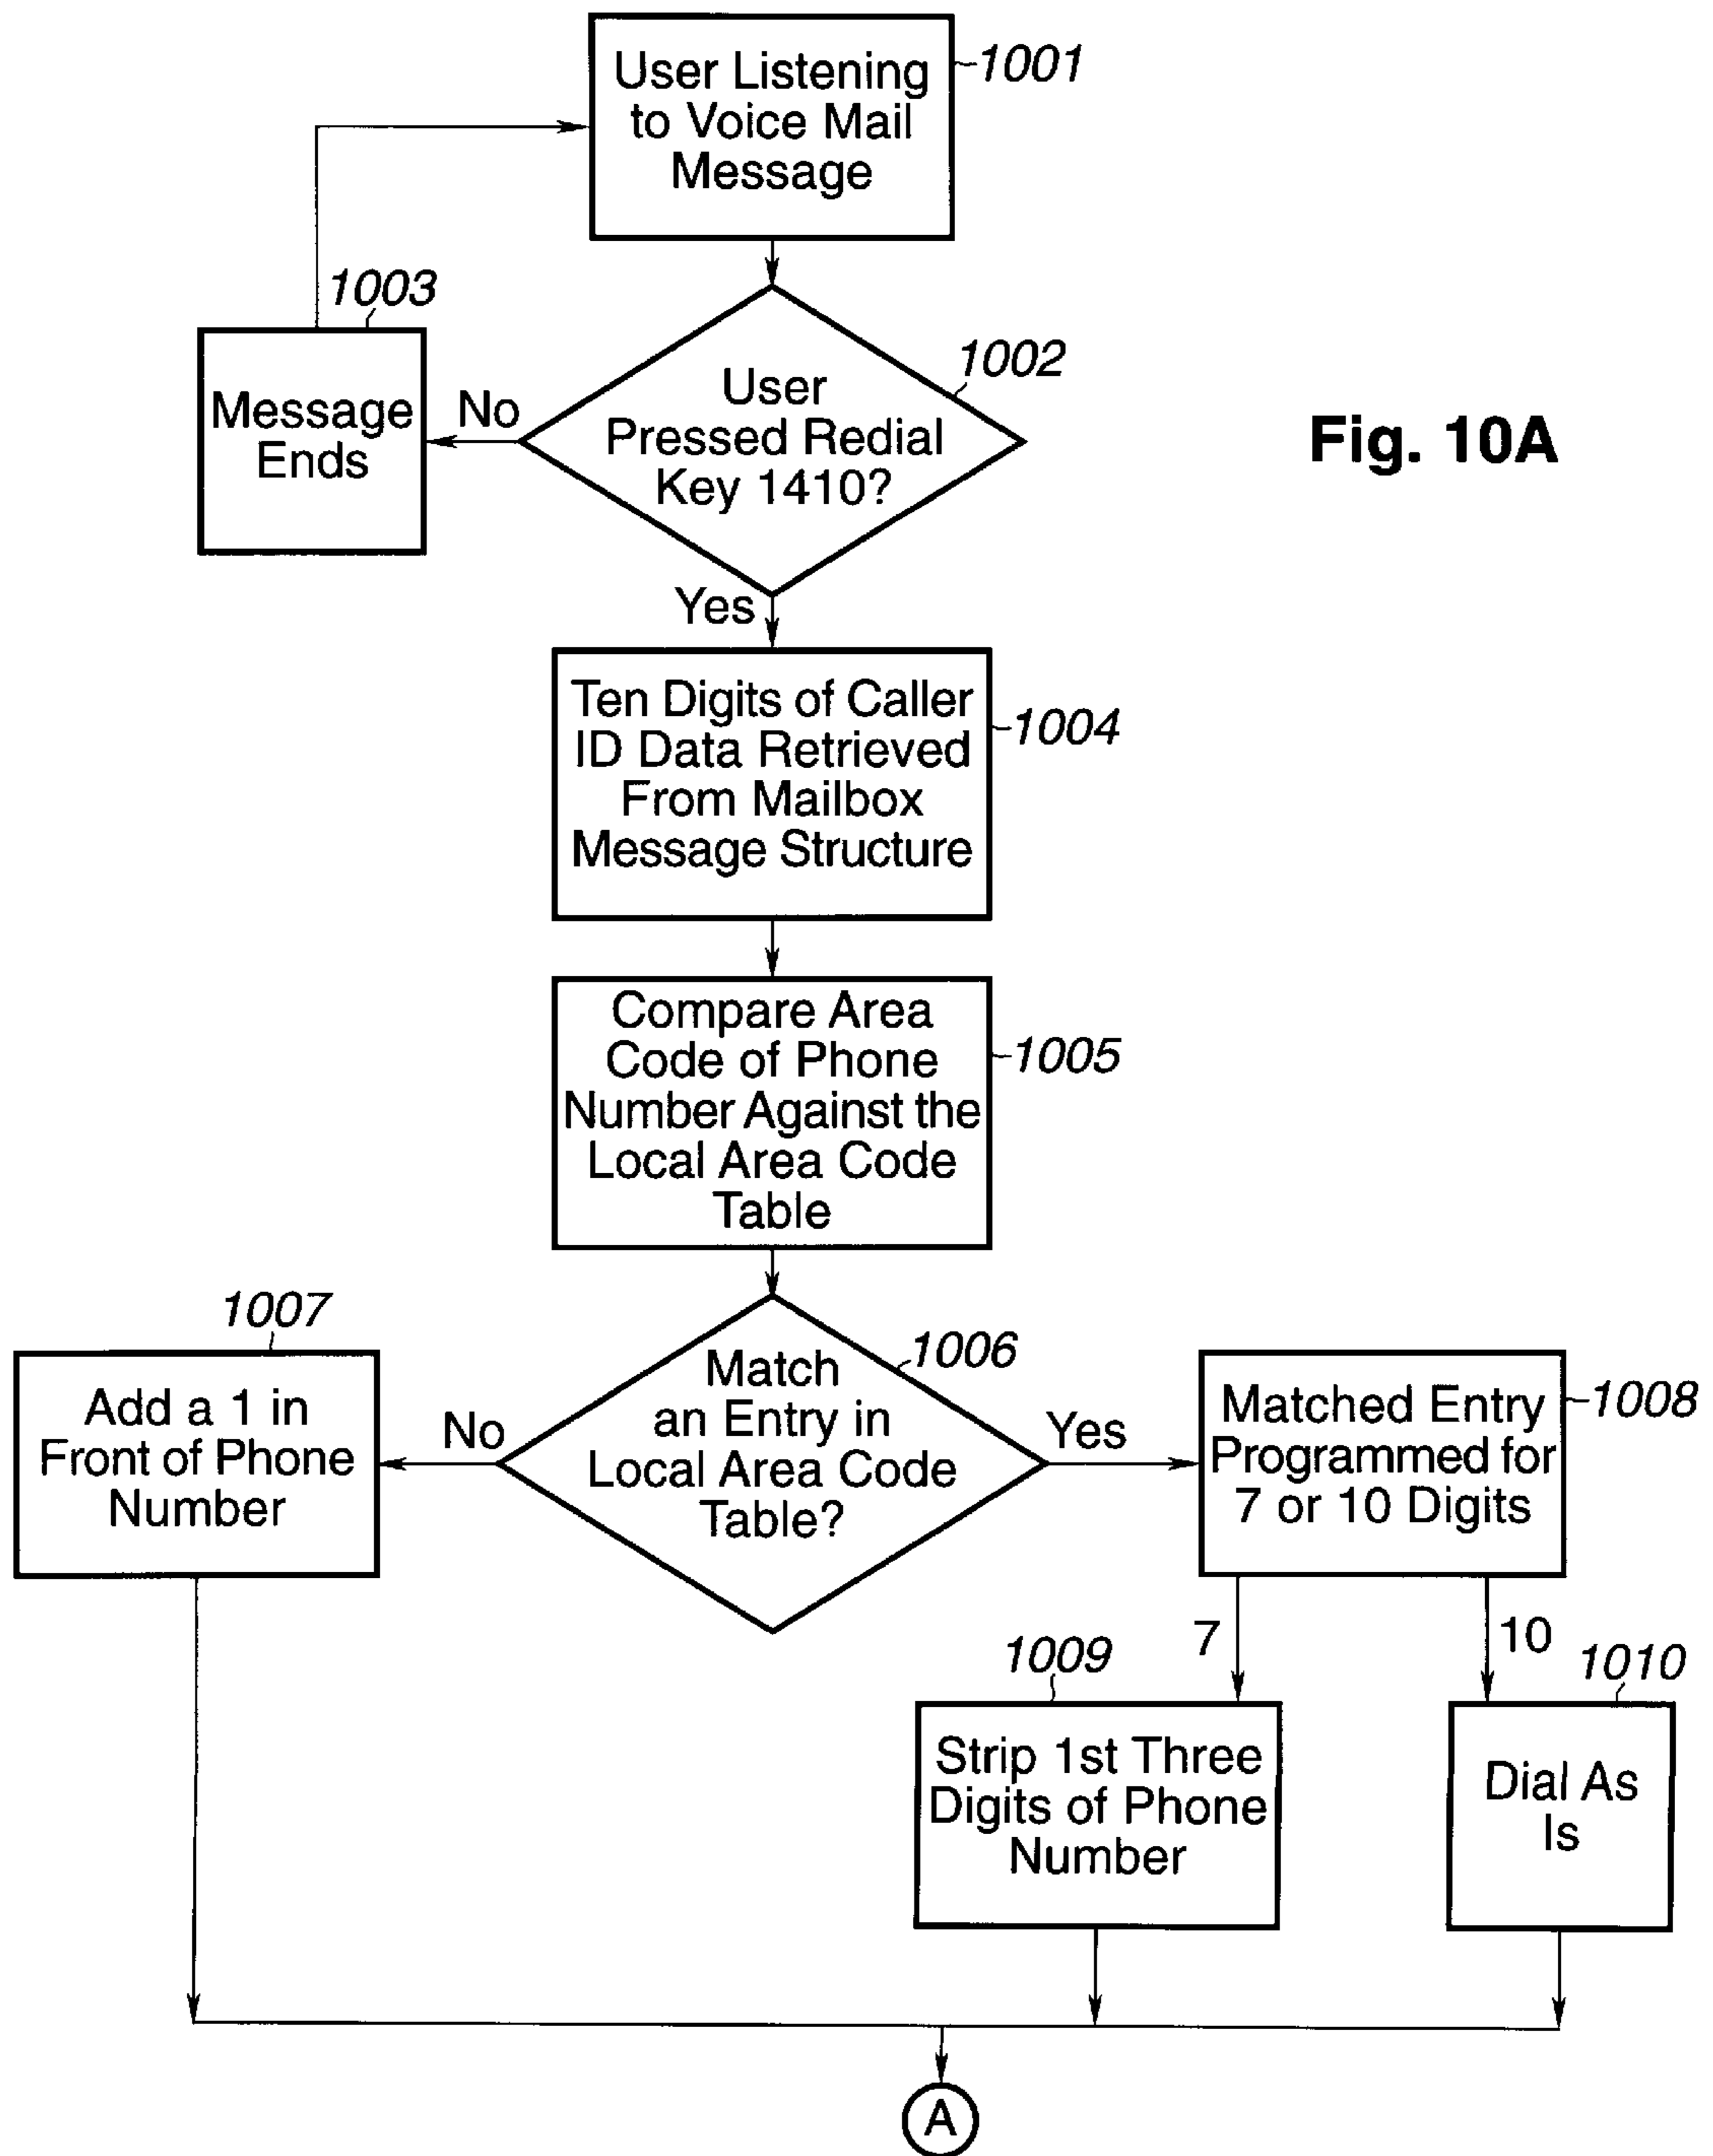 User Listening
to Voice Mail
Message
1001
1003
Message
Ends
No
User
Pressed Redial
Key 1410?
1002
Fig. 10A
Yes
Ten Digits of Caller
ID Data Retrieved
From Mailbox
Message Structure
1004
Compare Area
Code of Phone
Number Against the
Local Area Code
Table
1005
1007
Add a 1 in
Front of Phone
Number
No
Match
an Entry in
Local Area Code
Table?
1006
Yes
Matched Entry
Programmed for
7 or 10 Digits
1008
7
10
1009
Strip 1st Three
Digits of Phone
Number
1010
Dial As
Is
A